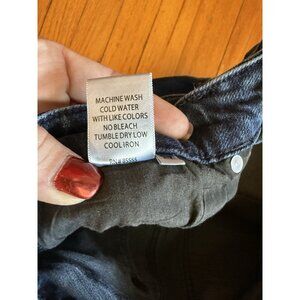 MACHINE WASH
COLD WATER
WITH LIKE COLORS
NO BLEACH
TUMBLE DRY LOW
COOL IRON